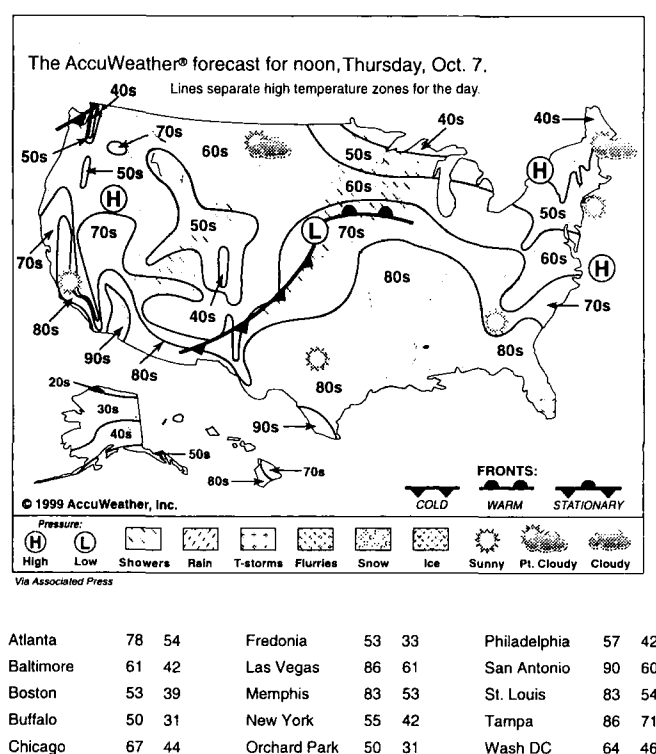 The AccuWeather® forecast for noon, Thursday, Oct. 7.
Lines separate high temperature zones for the day.
40s
50s
70s
50s
60s
40s
50s
60s
40s
H
50s
60s
H
70s
H
70s
50s
L
70s
80s
70s
80s
90s
80s
40s
80s
80s
90s
20s
30s
40s
50s
80s
70s
FRONTS:
COLD WARM STATIONARY
© 1999 AccuWeather, Inc.
Pressure:
H L
High Low Showers Rain T-storms Flurries Snow Ice Sunny Pt. Cloudy Cloudy
Via Associated Press
Atlanta 78 54 Fredonia 53 33 Philadelphia 57 42
Baltimore 61 42 Las Vegas 86 61 San Antonio 90 60
Boston 53 39 Memphis 83 53 St. Louis 83 54
Buffalo 50 31 New York 55 42 Tampa 86 71
Chicago 67 44 Orchard Park 50 31 Wash DC 64 46